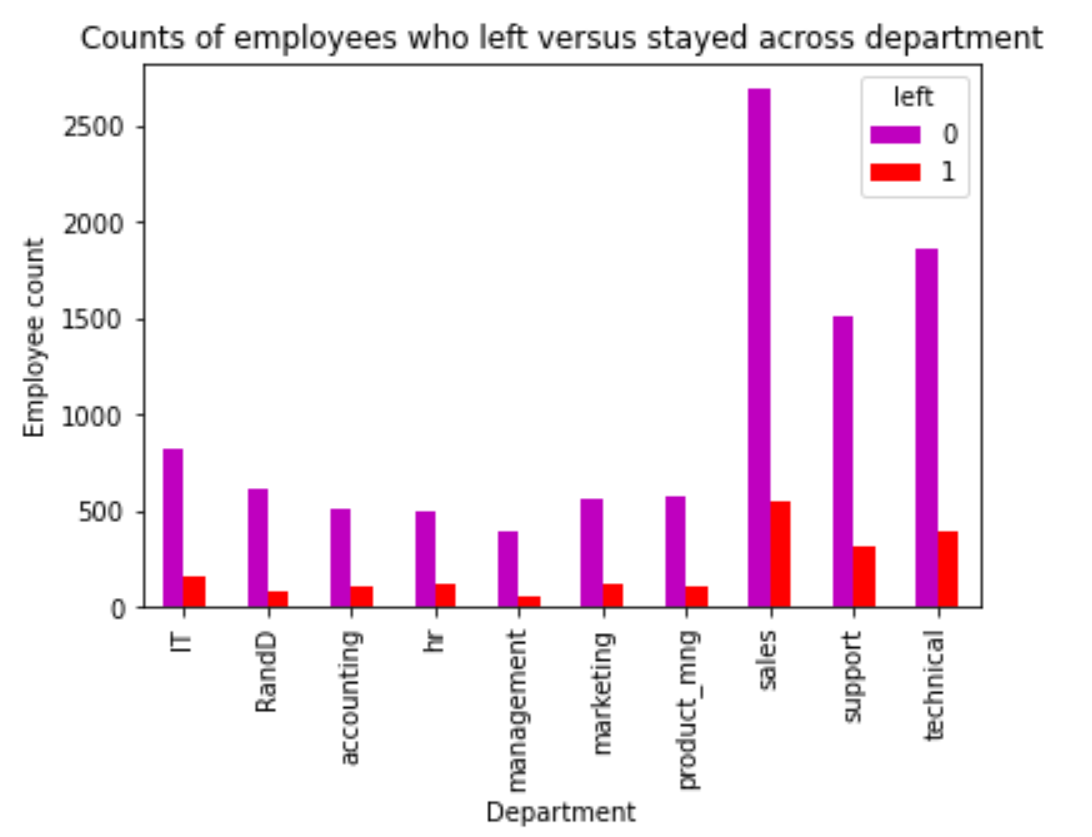 Counts of employees who left versus stayed across department
left
0
1
Employee count
2500
2000
1500
1000
500
0
IT
RandD
accounting
hr
management
marketing
product_mng
sales
support
technical
Department